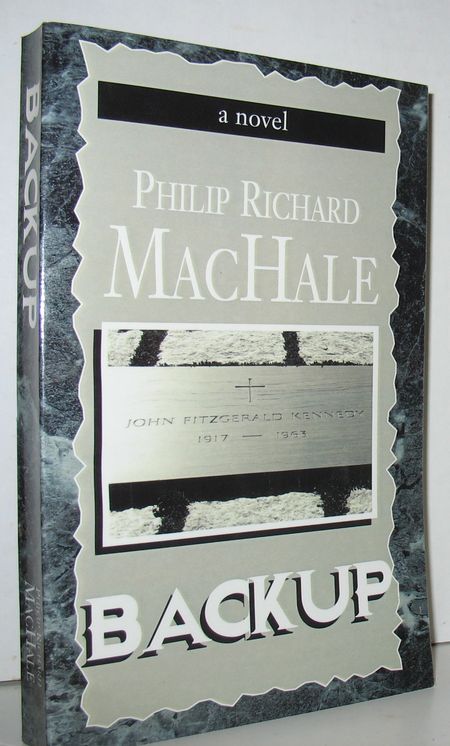 BACKUP
MACHALE
a novel
PHILIP RICHARD
MACHALE
JOHN FITZGERALD KENNEDY
1917 — 1963
BACKUP